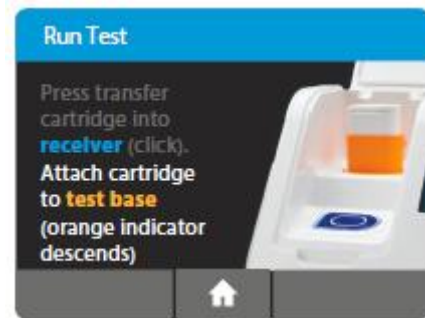 Run Test
Press transfer
cartridge into
receiver (click).
Attach cartridge
to test base
(orange indicator
descends)